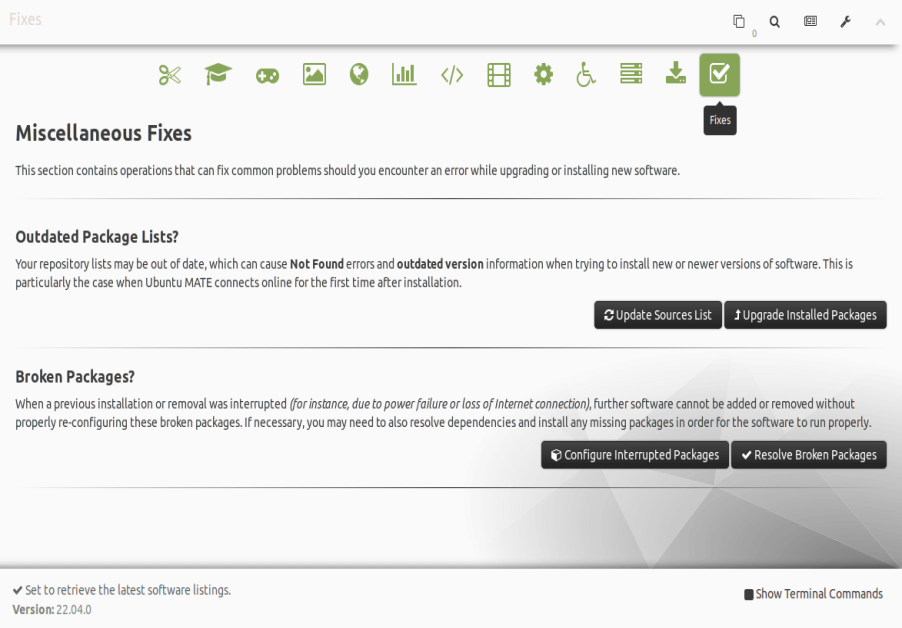 Fixes
0
Fixes
Miscellaneous Fixes
This section contains operations that can fix common problems should you encounter an error while upgrading or installing new software.
Outdated Package Lists?
Your repository lists may be out of date, which can cause Not Found errors and outdated version information when trying to install new or newer versions of software. This is
particularly the case when Ubuntu MATE connects online for the first time after installation.
Update Sources List Upgrade Installed Packages
Broken Packages?
When a previous installation or removal was interrupted (for instance, due to power failure or loss of Internet connection), further software cannot be added or removed without
properly re-configuring these broken packages. If necessary, you may need to also resolve dependencies and install any missing packages in order for the software to run properly.
Configure Interrupted Packages Resolve Broken Packages
Set to retrieve the latest software listings.
Show Terminal Commands
Version: 22.04.0